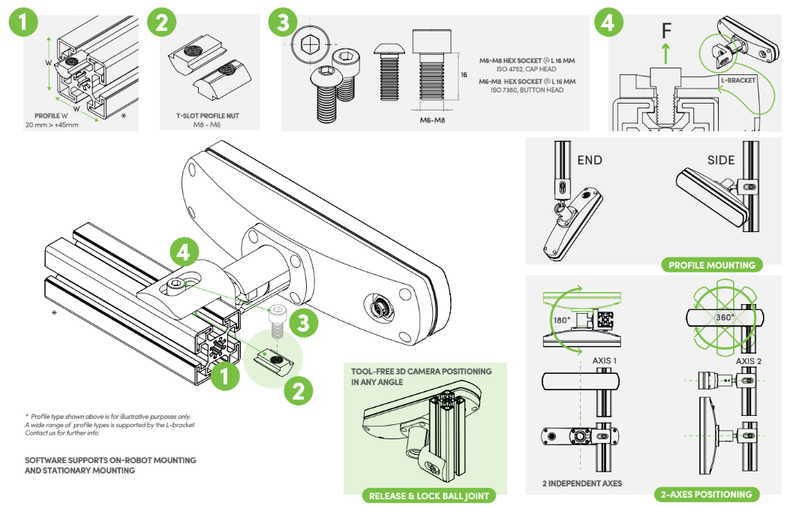 1
W
W
PROFILE W
20 mm > +45mm
*
2
T-SLOT PROFILE NUT
M8 - M6
3
16
M6-M8
M6-M8 HEX SOCKET @ L 16 MM
ISO 4762, CAP HEAD
M6-M8 HEX SOCKET @ L 16 MM
ISO 7380, BUTTON HEAD
4
F
L-BRACKET
4
3
*
1
2
END
SIDE
PROFILE MOUNTING
180°
360°
AXIS 1
AXIS 2
2 INDEPENDENT AXES
2-AXES POSITIONING
TOOL-FREE 3D CAMERA POSITIONING
IN ANY ANGLE
RELEASE & LOCK BALL JOINT
* Profile type shown above is for illustrative purposes only.
A wide range of profile types is supported by the L-bracket.
Contact us for further info.
SOFTWARE SUPPORTS ON-ROBOT MOUNTING
AND STATIONARY MOUNTING